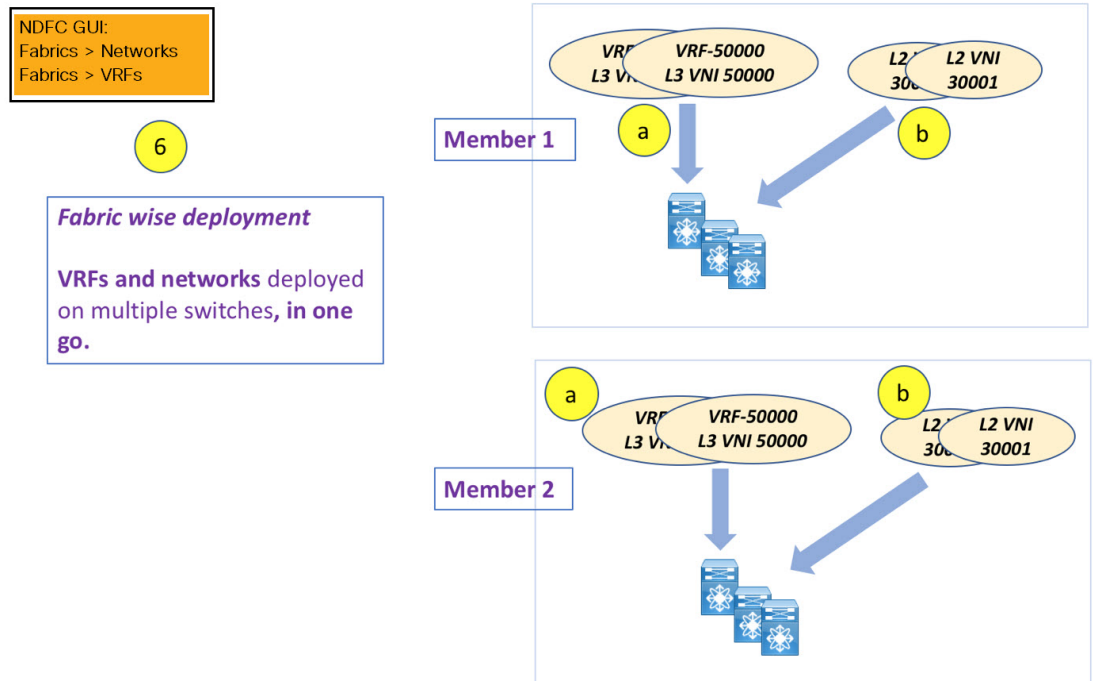 NDFC GUI:
Fabrics > Networks
Fabrics > VRFs
6
Fabric wise deployment
VRFs and networks deployed
on multiple switches, in one
go.
Member 1
VRF-50000
L3 VNI 50000
L2 VNI
30001
a
b
Member 2
a
b
VRF-50000
L3 VNI 50000
L2 VNI
30001